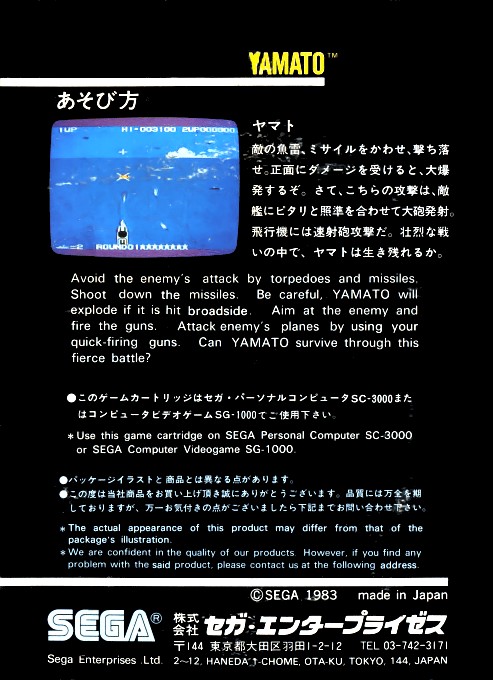 YAMATO™
あそび方
1UP HI-003100 2UP000000
ROUND01
ヤマト
敵の魚雷、ミサイルをかわせ、撃ち落
せ。正面にダメージを受けると、大爆
発するぞ。さて、こちらの攻撃は、敵
艦にピタリと照準を合わせて大砲発射。
飛行機には速射砲攻撃だ。壮烈な戦
いの中で、ヤマトは生き残れるか。
Avoid the enemy's attack by torpedoes and missiles.
Shoot down the missiles. Be careful, YAMATO will
explode if it is hit broadside. Aim at the enemy and
fire the guns. Attack enemy's planes by using your
quick-firing guns. Can YAMATO survive through this
fierce battle?
●このゲームカートリッジはセガ・パーソナルコンピュータSC-3000また
はコンピュータビデオゲームSG-1000でご使用下さい。
*Use this game cartridge on SEGA Personal Computer SC-3000
or SEGA Computer Videogame SG-1000.
●パッケージイラストと商品とは異なる点があります。
●この度は当社商品をお買い上げ頂き誠にありがとうございます。品質には万全を期
しておりますが、万一お気付きの点がございましたら下記までお問い合わせ下さい。
*The actual appearance of this product may differ from that of the
package's illustration.
*We are confident in the quality of our products. However, if you find any
problem with the said product, please contact us at the following address.
©SEGA 1983 made in Japan
SEGA® 株式会社 セガ・エンタープライゼス
〒144 東京都大田区羽田1-2-12 TEL 03-742-3171
Sega Enterprises Ltd. 2~12, HANEDA 1-CHOME, OTA-KU, TOKYO, 144, JAPAN